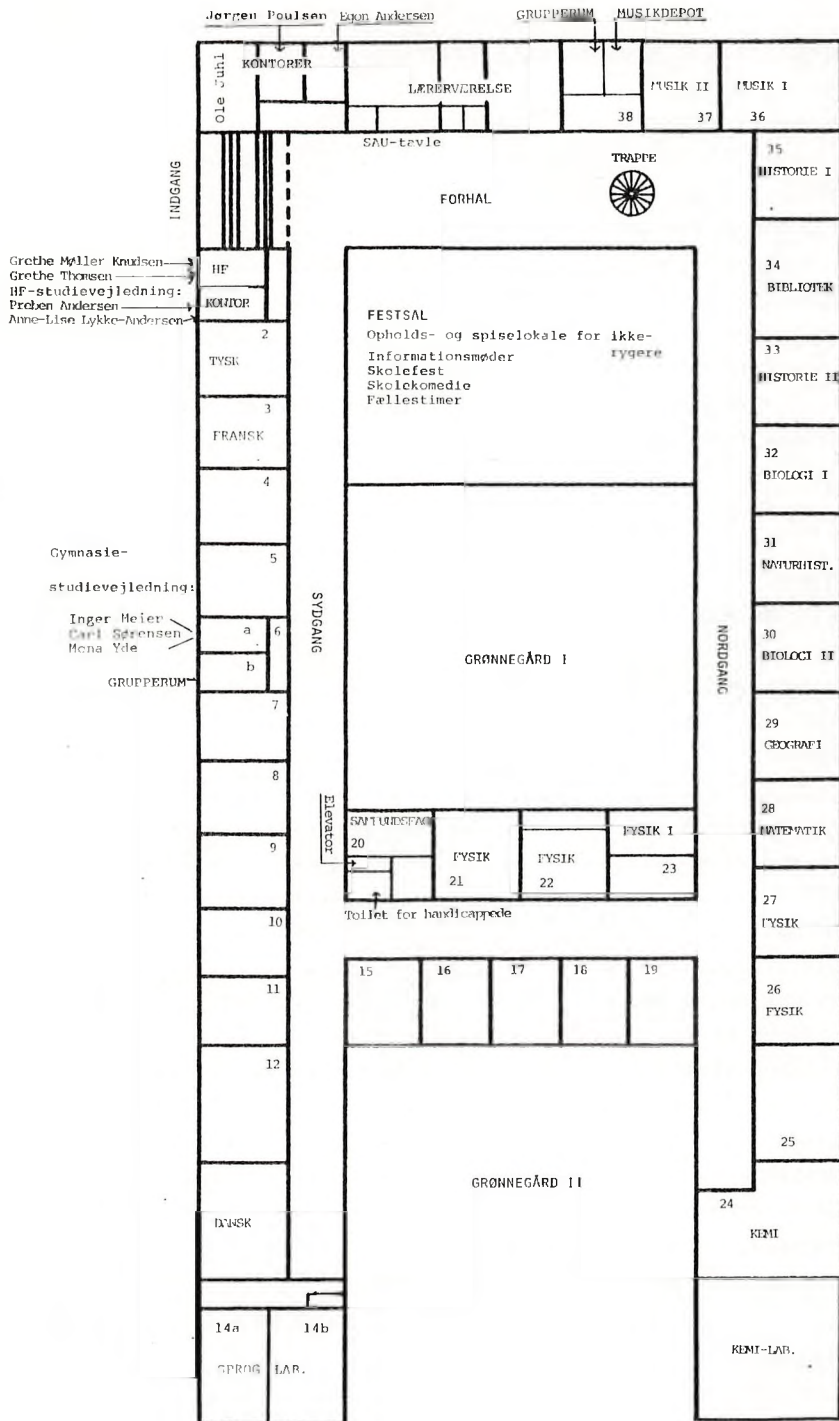 Jørgen Poulsen Egon Andersen GRUPPERUM MUSIKDEPOT
Ole Juhl
KONTORER
LÆRERVÆRELSE
38
MUSIK II
37
MUSIK I
36
SAU-tavle
INDGANG
FORHAL
TRAPPE
35
HISTORIE I
Grethe Møller Knudsen
Grethe Thomsen
HF-studievejledning:
Preben Andersen
Anne-Lise Lykke-Andersen
HF
KONTOR
34
BIBLIOTEK
FESTSAL
Opholds- og spiselokale for ikke-
rygere
Informationsmøder
Skolefest
Skolekomedie
Fællestimer
2
TYSK
3
FRANSK
4
5
33
HISTORIE II
32
BIOLOGI I
31
NATURHIST.
Gymnasie-
studievejledning:
Inger Meier
Carl Sørensen
Mona Yde
GRUPPERUM
a
6
b
SYDGANG
GRØNNEGÅRD I
NORDGANG
30
BIOLOGI II
7
29
GEOGRAFI
8
9
Elevator
SAMFUNDSFAG
20
FYSIK
21
FYSIK
22
FYSIK I
23
28
MATEMATIK
Toilet for handicappede
27
FYSIK
10
11
12
15
16
17
18
19
26
FYSIK
25
GRØNNEGÅRD II
24
KEMI
DANSK
14a
14b
SPROG LAB.
KEMI-LAB.